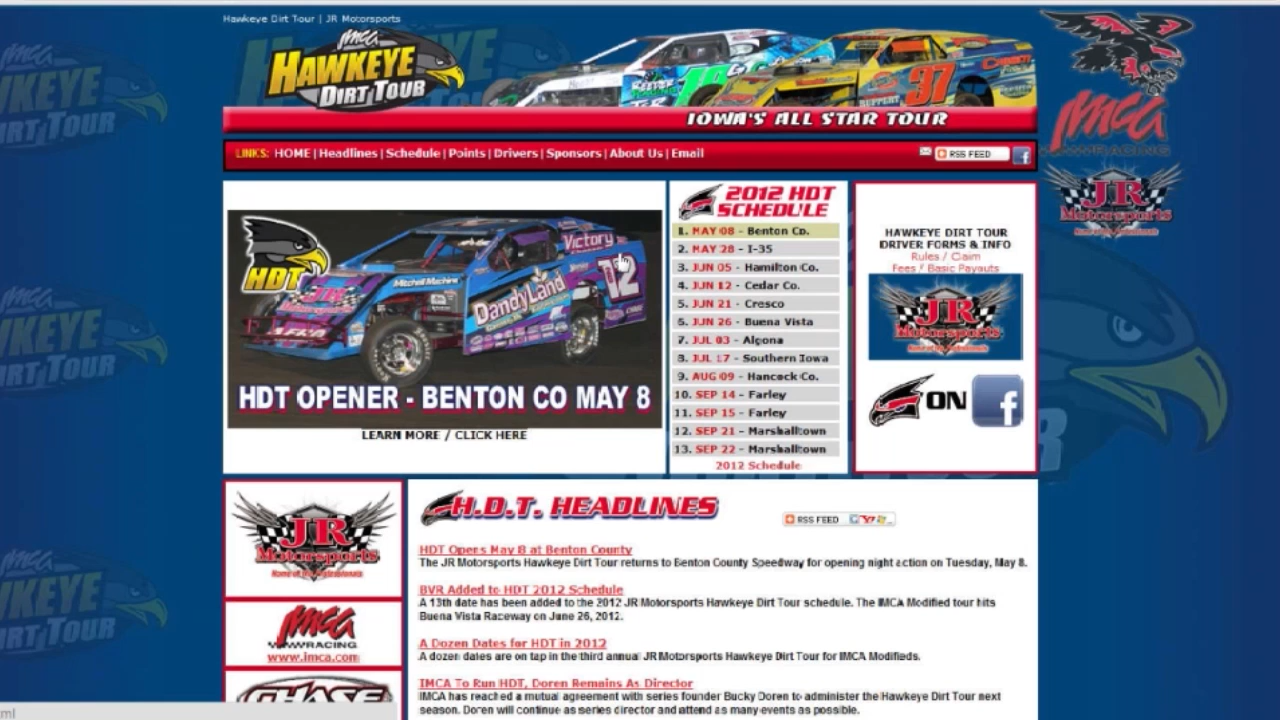 Hawkeye Dirt Tour | JR Motorsports
IMCA
HAWKEYE
DIRT TOUR
19
97
IOWA'S ALL STAR TOUR
LINKS: HOME | Headlines | Schedule | Points | Drivers | Sponsors | About Us | Email
RSS FEED
IMCA
RACING
JR
Motorsports
HDT
Victory
Mitchell Machine
DandyLand
12
JR
Motorsports
HDT OPENER - BENTON CO MAY 8
LEARN MORE / CLICK HERE
2012 HDT
SCHEDULE
1. MAY 08 - Benton Co.
2. MAY 28 - I-35
3. JUN 05 - Hamilton Co.
4. JUN 12 - Cedar Co.
5. JUN 21 - Cresco
6. JUN 26 - Buena Vista
7. JUL 03 - Algona
8. JUL 17 - Southern Iowa
9. AUG 09 - Hancock Co.
10. SEP 14 - Farley
11. SEP 15 - Farley
12. SEP 21 - Marshalltown
13. SEP 22 - Marshalltown
2012 Schedule
HAWKEYE DIRT TOUR
DRIVER FORMS & INFO
Rules / Claim
Fees / Basic Payouts
JR
Motorsports
ON f
JR
Motorsports
IMCA
RACING
www.imca.com
CHASE
H.D.T. HEADLINES
RSS FEED
HDT Opens May 8 at Benton County
The JR Motorsports Hawkeye Dirt Tour returns to Benton County Speedway for opening night action on Tuesday, May 8.
BVR Added to HDT 2012 Schedule
A 13th date has been added to the 2012 JR Motorsports Hawkeye Dirt Tour schedule. The IMCA Modified tour hits
Buena Vista Raceway on June 26, 2012.
A Dozen Dates for HDT in 2012
A dozen dates are on tap in the third annual JR Motorsports Hawkeye Dirt Tour for IMCA Modifieds.
IMCA To Run HDT, Doren Remains As Director
IMCA has reached a mutual agreement with series founder Bucky Doren to administer the Hawkeye Dirt Tour next
season. Doren will continue as series director and attend as many events as possible.